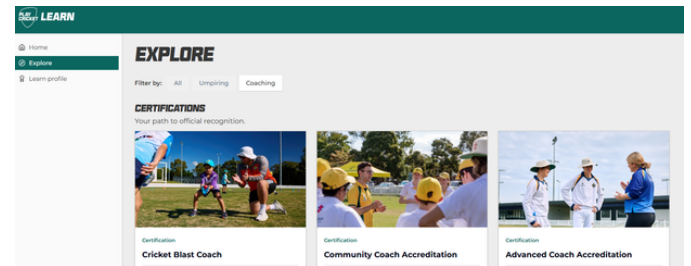 PLAY CRICKET LEARN
Home
Explore
Learn profile
EXPLORE
Filter by: All Umpiring Coaching
CERTIFICATIONS
Your path to official recognition.
Certification
Cricket Blast Coach
Certification
Community Coach Accreditation
Certification
Advanced Coach Accreditation